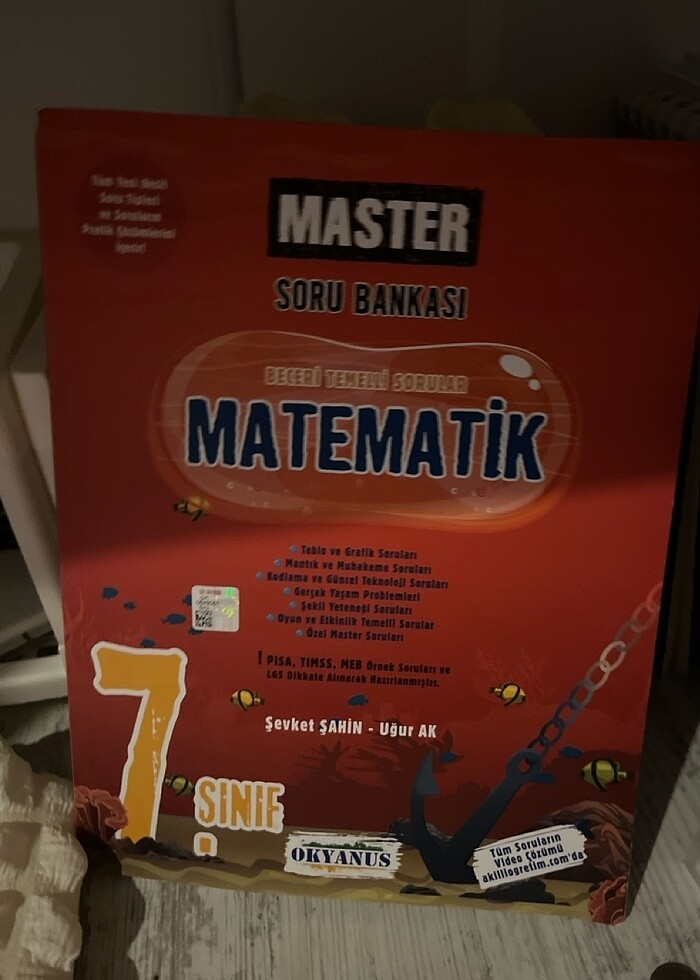 Tüm Yeni Nesil
Soru Tipleri
ve Soruların
Pratik Çözümlerini
İçerir!
MASTER
SORU BANKASI
BECERİ TEMELLİ SORULAR
MATEMATİK
Tablo ve Grafik Soruları
Mantık ve Muhakeme Soruları
Kodlama ve Güncel Teknoloji Soruları
Gerçek Yaşam Problemleri
Şekil Yeteneği Soruları
Oyun ve Etkinlik Temelli Sorular
Özel Master Soruları
! PISA, TIMSS, MEB Örnek Soruları ve
LGS Dikkate Alınarak Hazırlanmıştır.
Şevket ŞAHİN - Uğur AK
7. SINIF
OKYANUS
Tüm Soruların
Video Çözümü
akilliogretim.com'da